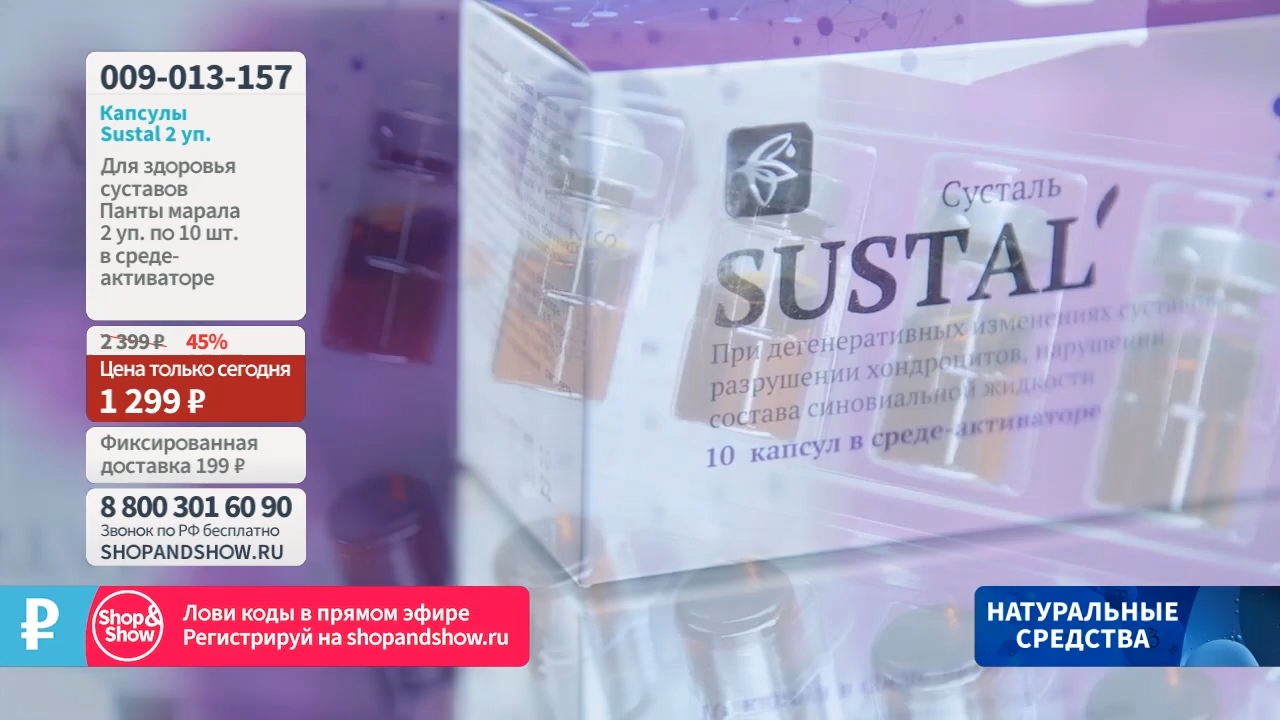 009-013-157
Капсулы
Sustal 2 уп.
Для здоровья
суставов
Панты марала
2 уп. по 10 шт.
в среде-
активаторе
2 399 ₽ 45%
Цена только сегодня
1 299 ₽
Фиксированная
доставка 199 ₽
8 800 301 60 90
Звонок по РФ бесплатно
SHOPANDSHOW.RU
₽
Shop&
Show
Лови коды в прямом эфире
Регистрируй на shopandshow.ru
Сусталь
SUSTAL'
При дегенеративных изменениях суставов,
разрушении хондроцитов, нарушении
состава синовиальной жидкости
10 капсул в среде-активаторе
НАТУРАЛЬНЫЕ
СРЕДСТВА